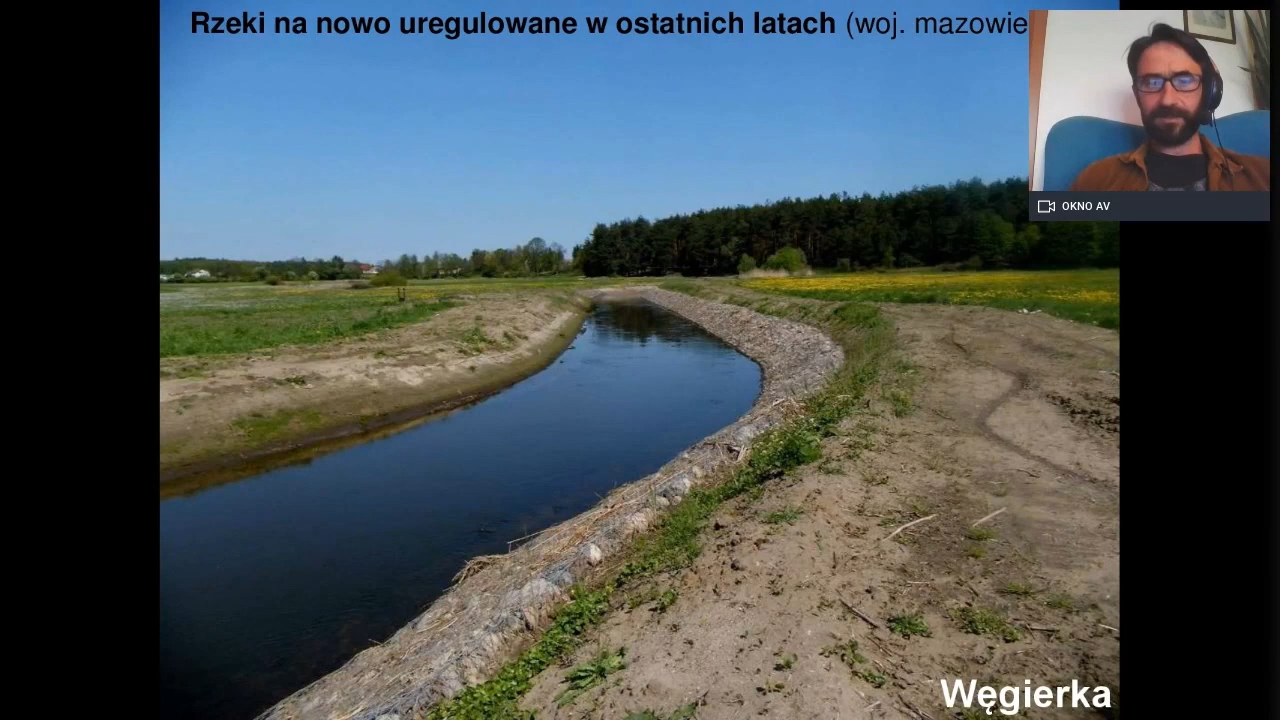 Rzeki na nowo uregulowane w ostatnich latach (woj. mazowie
OKNO AV
Węgierka